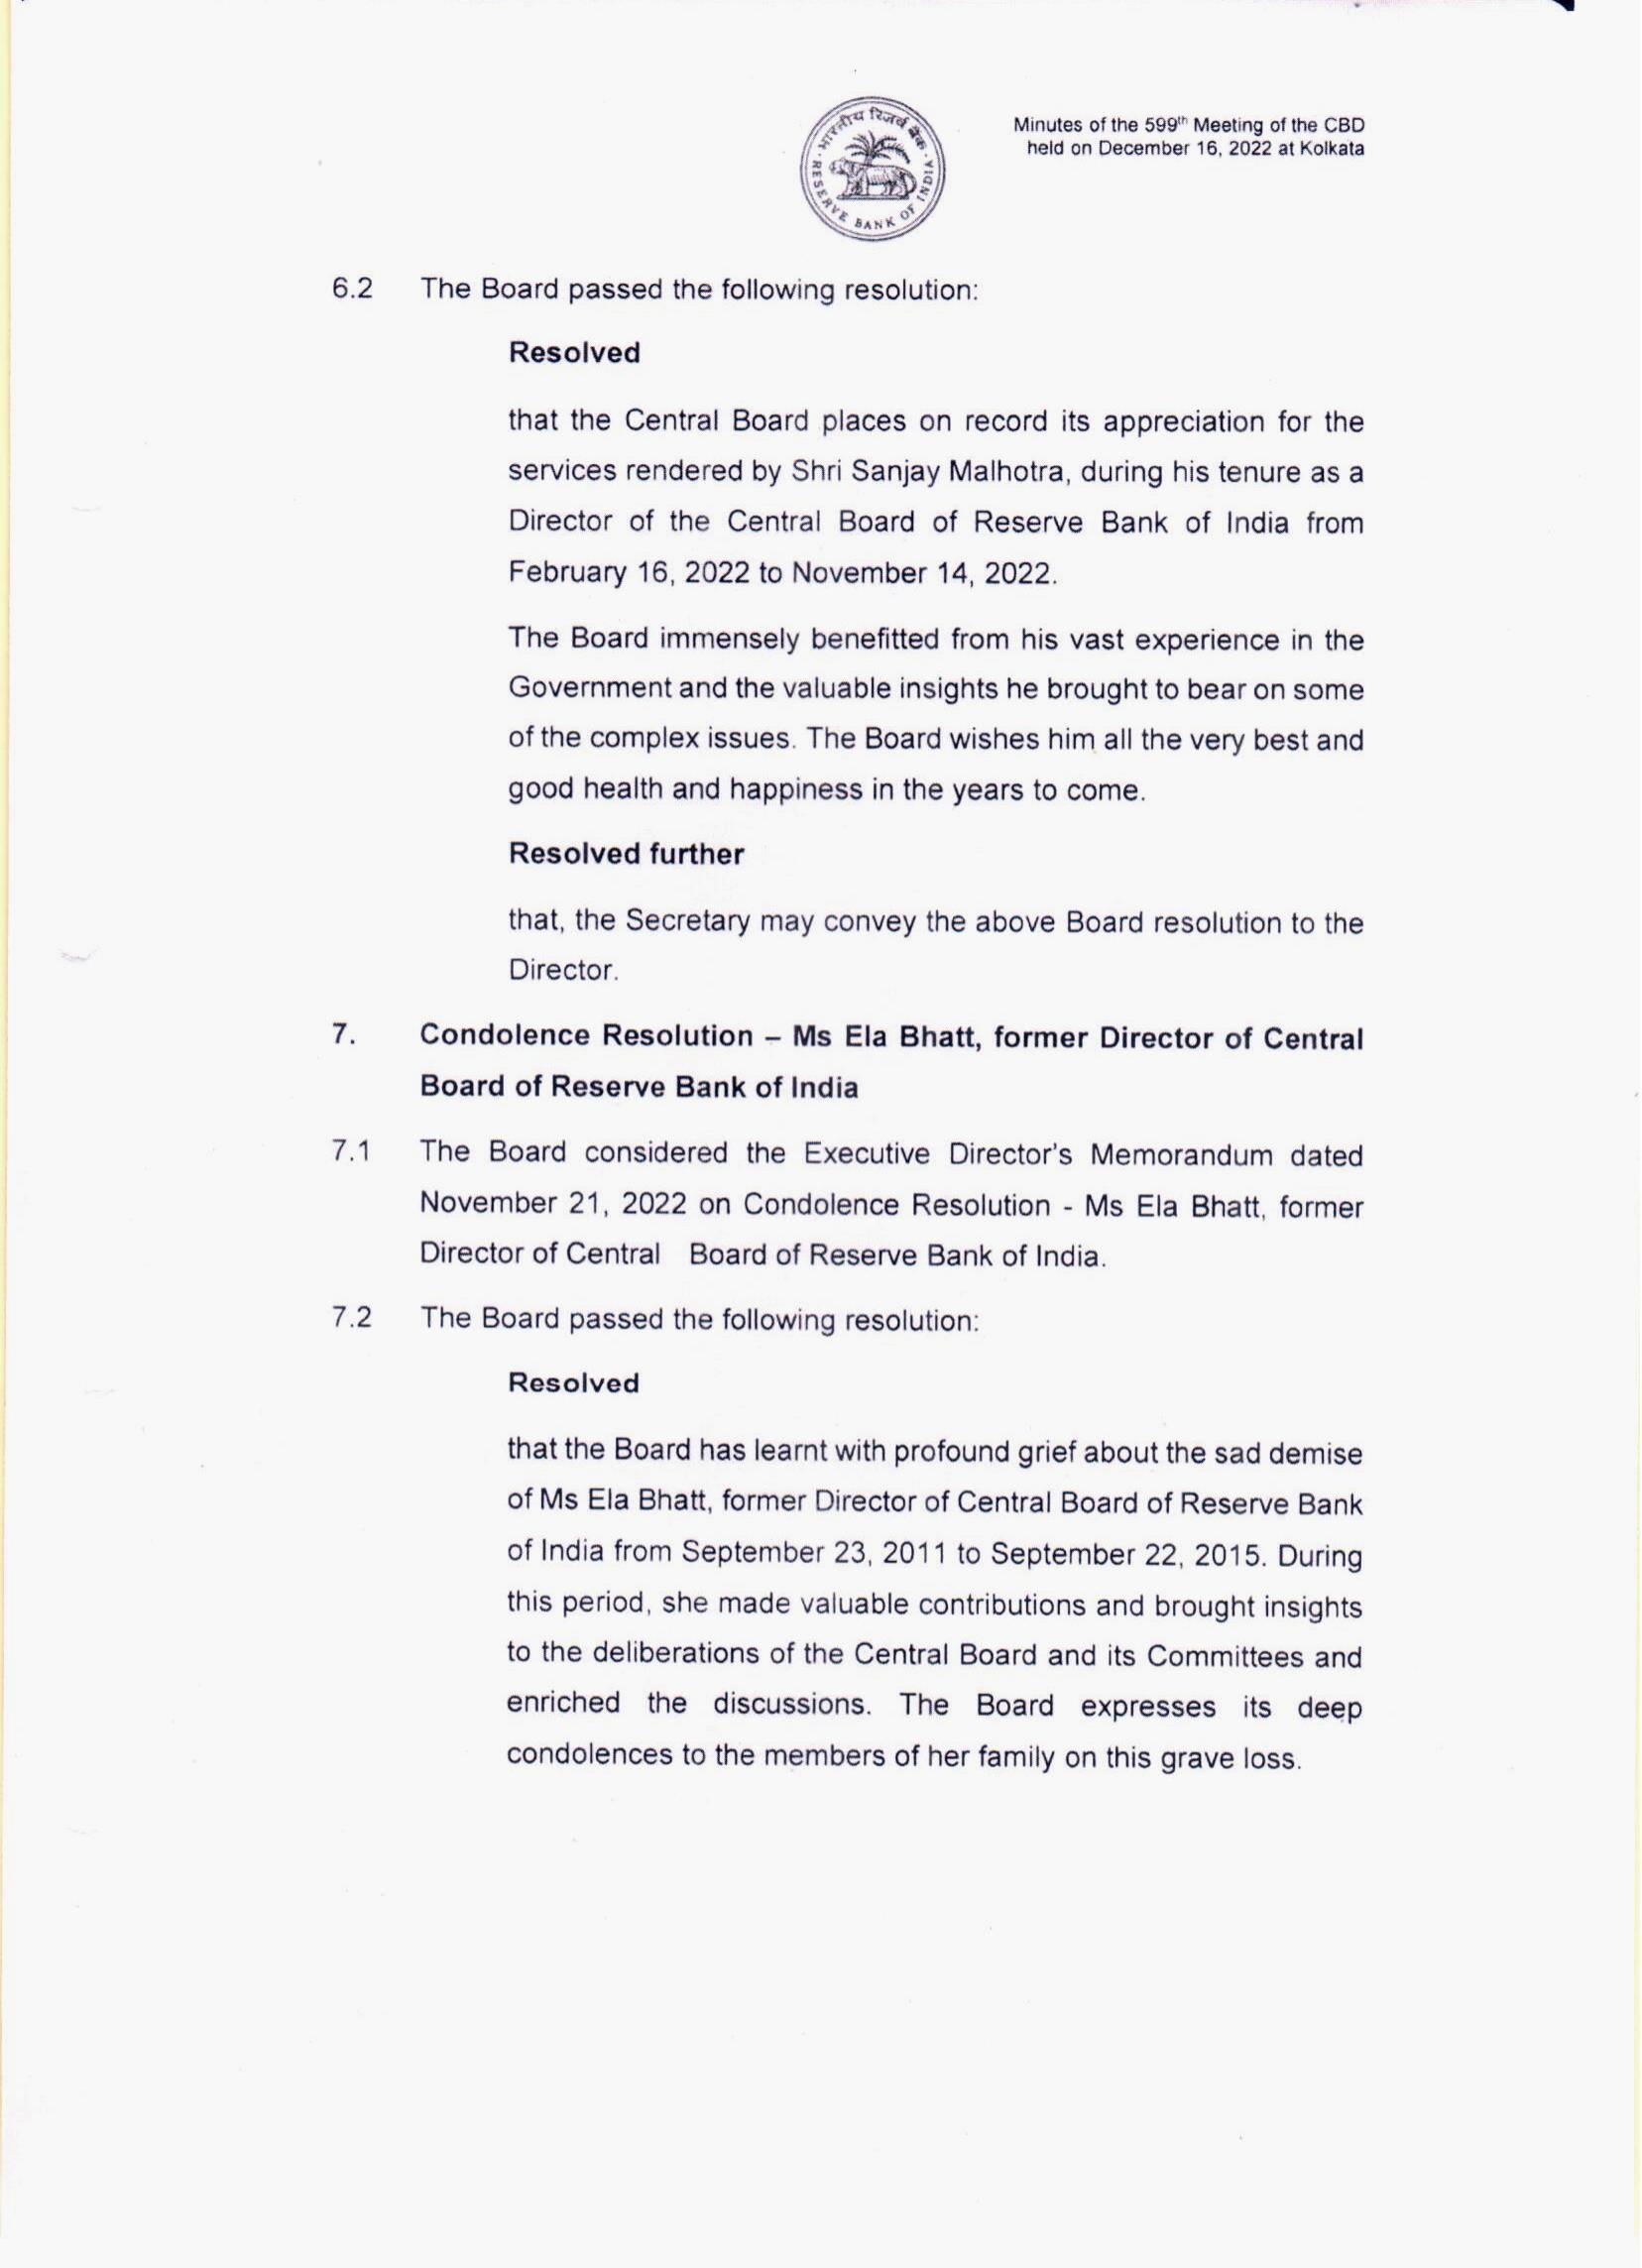 भारतीय रिज़र्व बैंक
RESERVE BANK OF INDIA
Minutes of the 599th Meeting of the CBD
held on December 16, 2022 at Kolkata
6.2 The Board passed the following resolution:
Resolved
that the Central Board places on record its appreciation for the
services rendered by Shri Sanjay Malhotra, during his tenure as a
Director of the Central Board of Reserve Bank of India from
February 16, 2022 to November 14, 2022.
The Board immensely benefitted from his vast experience in the
Government and the valuable insights he brought to bear on some
of the complex issues. The Board wishes him all the very best and
good health and happiness in the years to come.
Resolved further
that, the Secretary may convey the above Board resolution to the
Director.
7. Condolence Resolution – Ms Ela Bhatt, former Director of Central
Board of Reserve Bank of India
7.1 The Board considered the Executive Director's Memorandum dated
November 21, 2022 on Condolence Resolution - Ms Ela Bhatt, former
Director of Central Board of Reserve Bank of India.
7.2 The Board passed the following resolution:
Resolved
that the Board has learnt with profound grief about the sad demise
of Ms Ela Bhatt, former Director of Central Board of Reserve Bank
of India from September 23, 2011 to September 22, 2015. During
this period, she made valuable contributions and brought insights
to the deliberations of the Central Board and its Committees and
enriched the discussions. The Board expresses its deep
condolences to the members of her family on this grave loss.